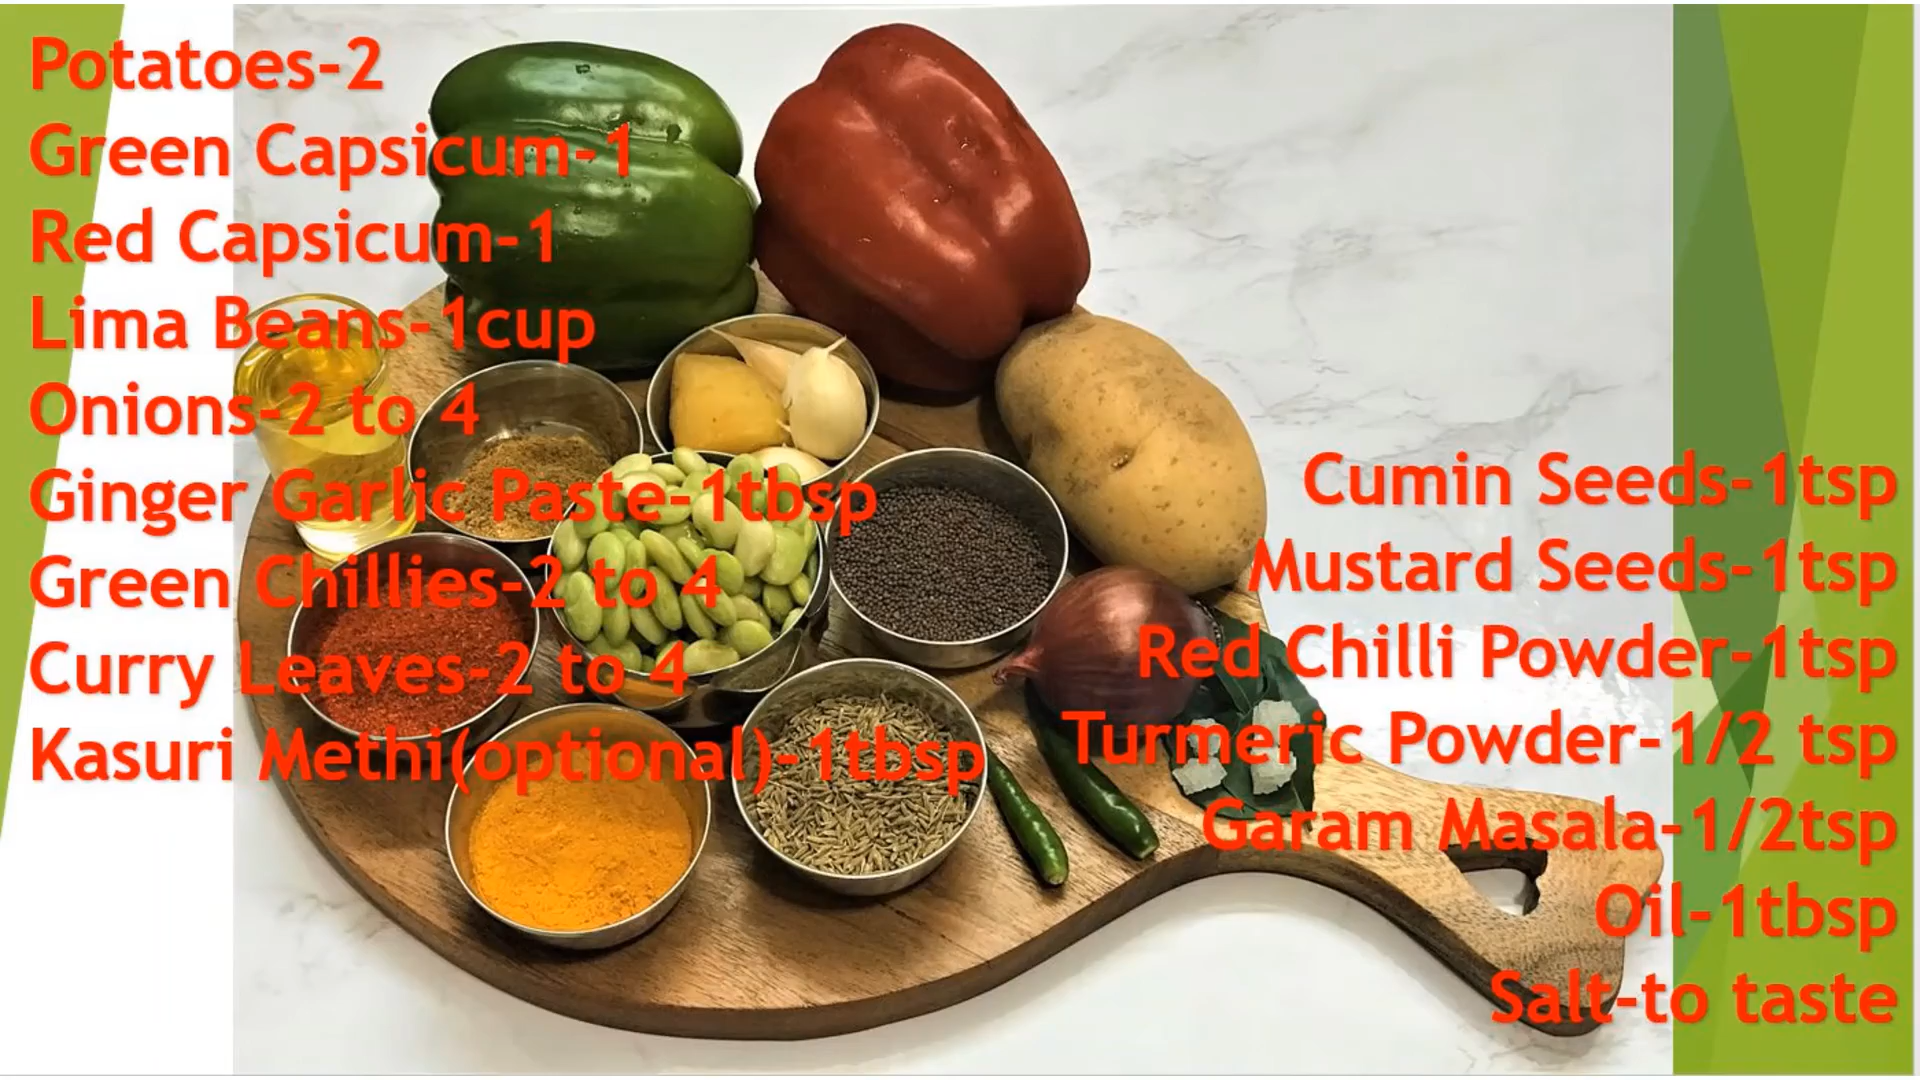 Potatoes-2
Green Capsicum-1
Red Capsicum-1
Lima Beans-1cup
Onions-2 to 4
Ginger Garlic Paste-1tbsp
Green Chillies-2 to 4
Curry Leaves-2 to 4
Kasuri Methi(optional)-1tbsp
Cumin Seeds-1tsp
Mustard Seeds-1tsp
Red Chilli Powder-1tsp
Turmeric Powder-1/2 tsp
Garam Masala-1/2tsp
Oil-1tbsp
Salt-to taste